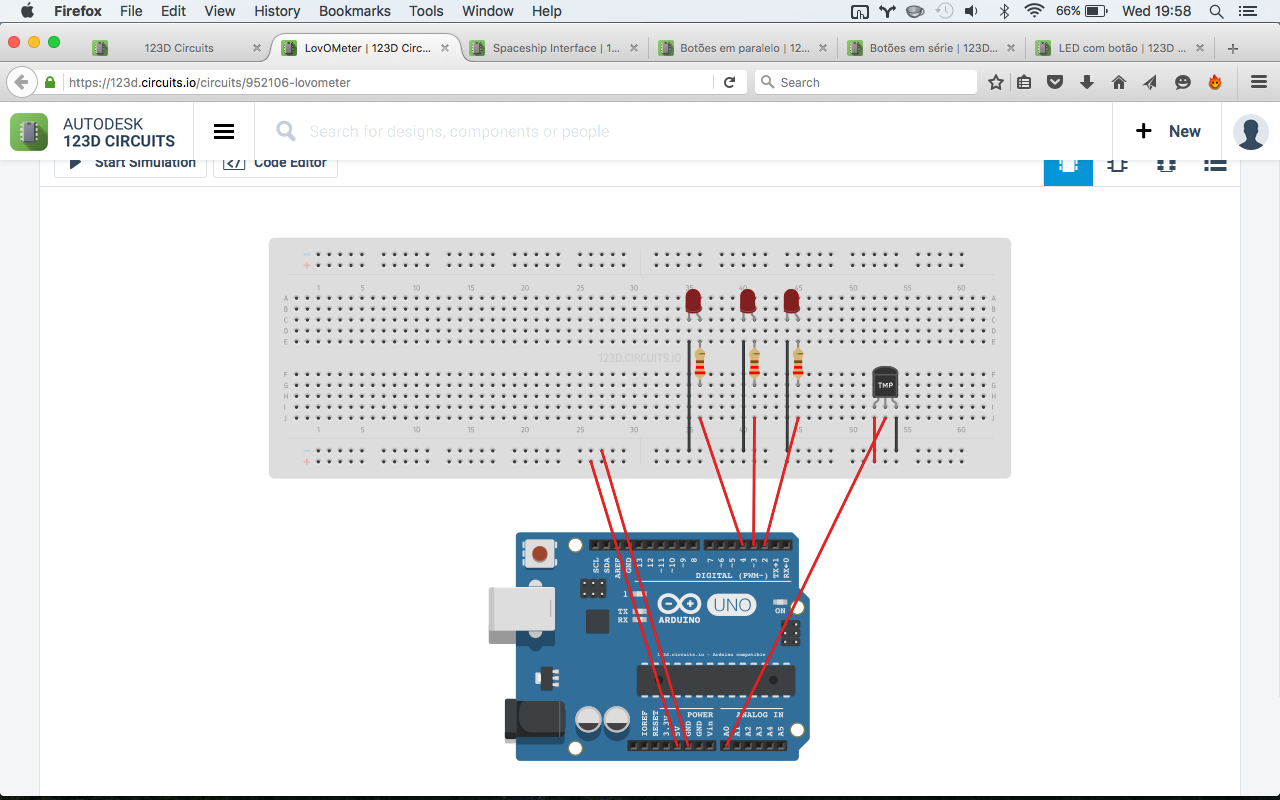 Firefox File Edit View History Bookmarks Tools Window Help 66% Wed 19:58
123D Circuits LovOMeter | 123D Circ... Spaceship Interface | 1... Botões em paralelo | 12... Botões em série | 123D... LED com botão | 123D ...
https://123d.circuits.io/circuits/952106-lovometer Search
AUTODESK
123D CIRCUITS
Search for designs, components or people
New
Start Simulation Code Editor
− −
+ +
1 5 10 15 20 25 30 35 40 45 50 55 60
A A
B B
C C
D D
E E
123D.CIRCUITS.IO
F F
G G
H H
I I
J J
TMP
1 5 10 15 20 25 30 35 40 45 50 55 60
− −
+ +
SCL SDA AREF GND 13 12 ~11 ~10 ~9 8 7 ~6 ~5 4 ~3 2 TX→1 RX←0
DIGITAL (PWM~)
L
TX
RX
UNO
ARDUINO
ON
123d.circuits.io - Arduino compatible
POWER ANALOG IN
IOREF RESET 3.3V 5V GND GND Vin A0 A1 A2 A3 A4 A5